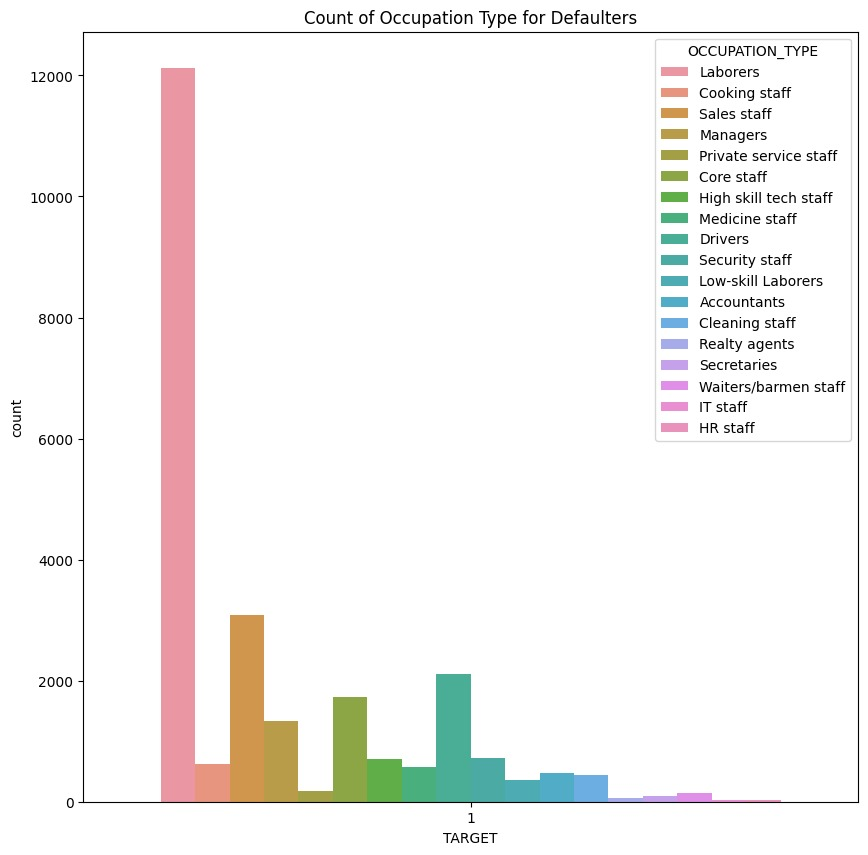 Count of Occupation Type for Defaulters
OCCUPATION_TYPE
Laborers
Cooking staff
Sales staff
Managers
Private service staff
Core staff
High skill tech staff
Medicine staff
Drivers
Security staff
Low-skill Laborers
Accountants
Cleaning staff
Realty agents
Secretaries
Waiters/barmen staff
IT staff
HR staff
12000
10000
8000
6000
4000
2000
0
count
1
TARGET